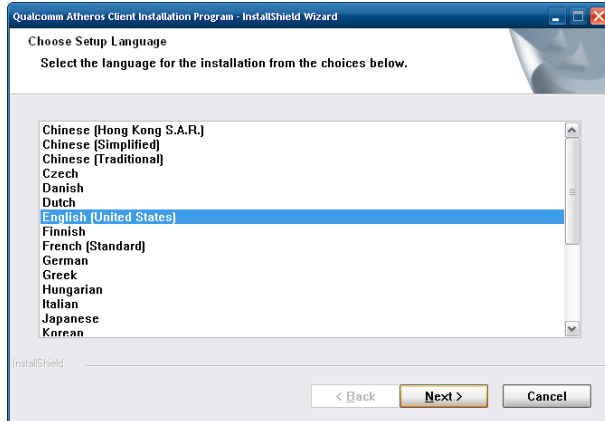 Qualcomm Atheros Client Installation Program - InstallShield Wizard
Choose Setup Language
Select the language for the installation from the choices below.
Chinese (Hong Kong S.A.R.)
Chinese (Simplified)
Chinese (Traditional)
Czech
Danish
Dutch
English (United States)
Finnish
French (Standard)
German
Greek
Hungarian
Italian
Japanese
Korean
InstallShield
< Back
Next >
Cancel